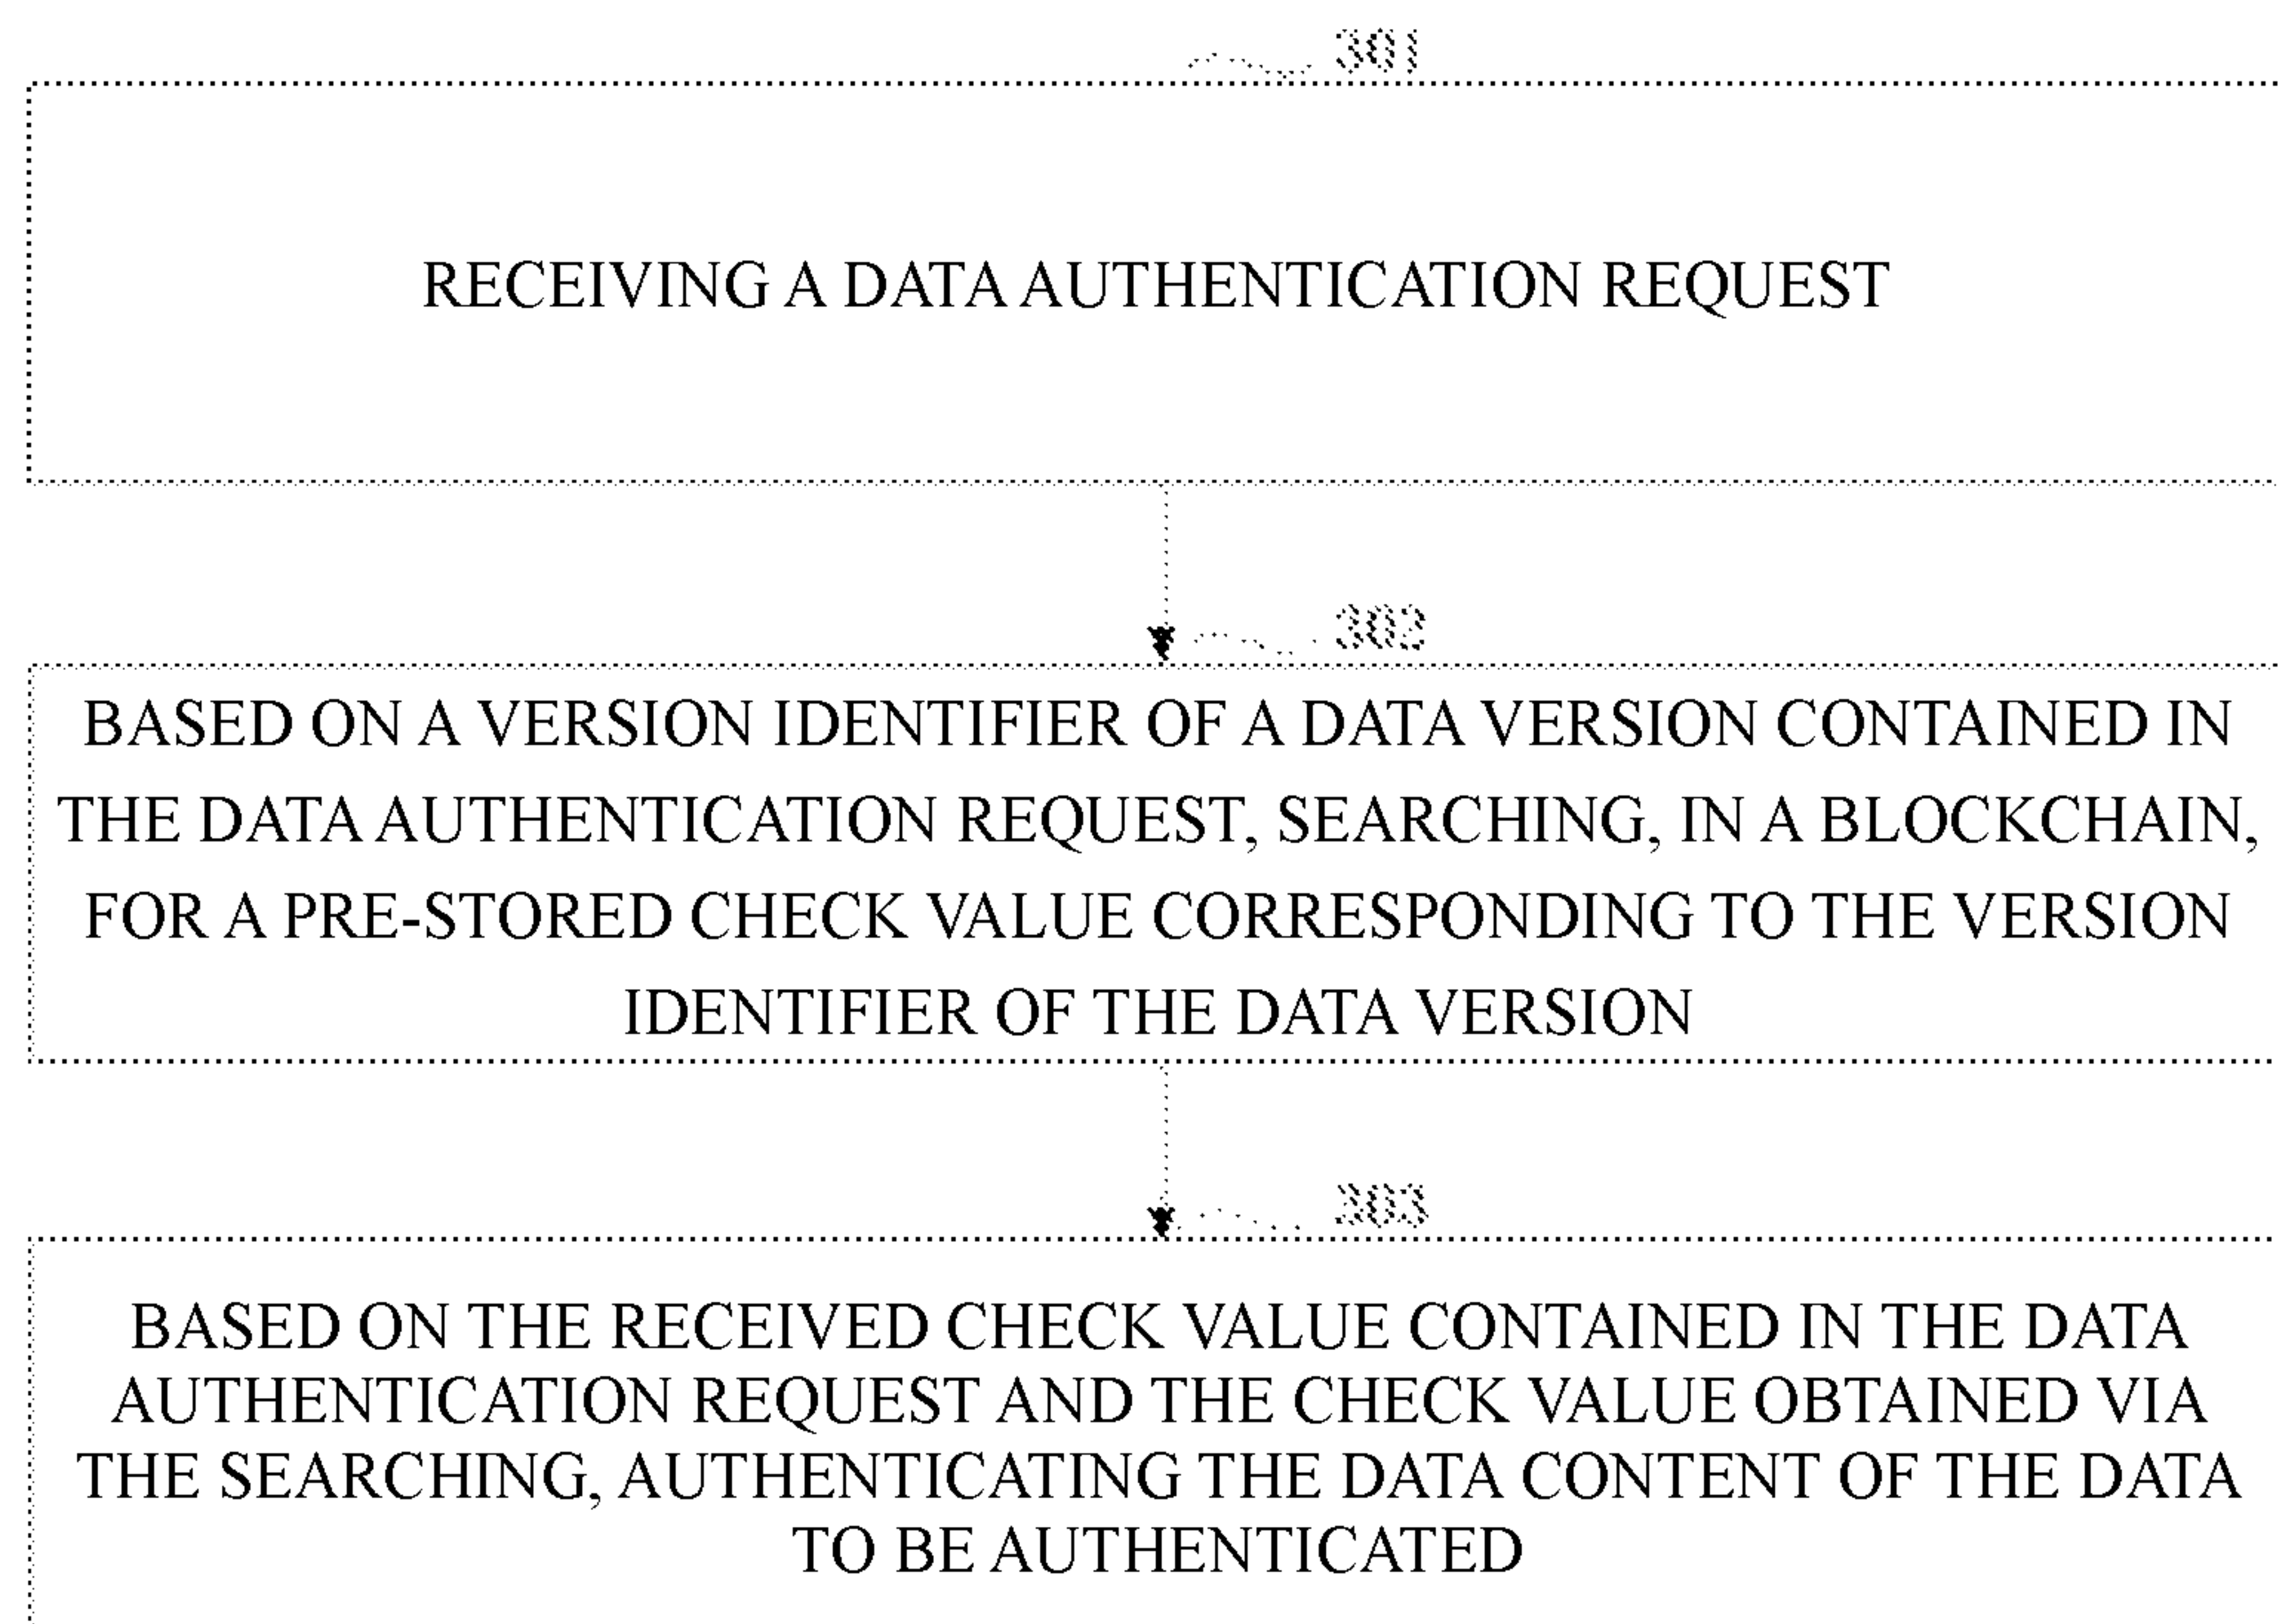 301
RECEIVING A DATA AUTHENTICATION REQUEST
302
BASED ON A VERSION IDENTIFIER OF A DATA VERSION CONTAINED IN
THE DATA AUTHENTICATION REQUEST, SEARCHING, IN A BLOCKCHAIN,
FOR A PRE-STORED CHECK VALUE CORRESPONDING TO THE VERSION
IDENTIFIER OF THE DATA VERSION
303
BASED ON THE RECEIVED CHECK VALUE CONTAINED IN THE DATA
AUTHENTICATION REQUEST AND THE CHECK VALUE OBTAINED VIA
THE SEARCHING, AUTHENTICATING THE DATA CONTENT OF THE DATA
TO BE AUTHENTICATED